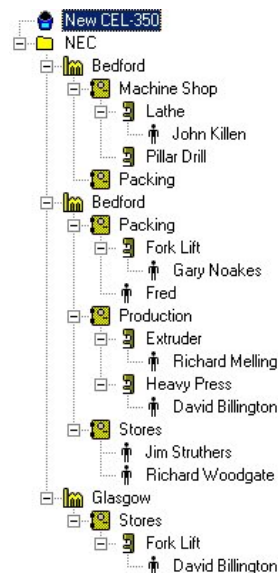 New CEL-350
NEC
Bedford
Machine Shop
Lathe
John Killen
Pillar Drill
Packing
Bedford
Packing
Fork Lift
Gary Noakes
Fred
Production
Extruder
Richard Melling
Heavy Press
David Billington
Stores
Jim Struthers
Richard Woodgate
Glasgow
Stores
Fork Lift
David Billington